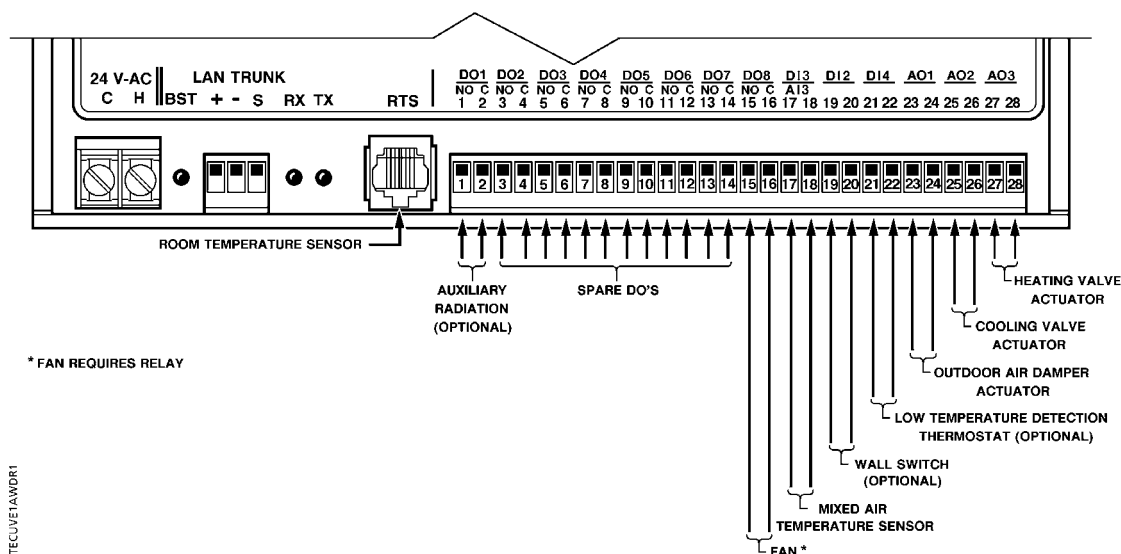 24 V-AC LAN TRUNK
C H BST + - S RX TX RTS
DO1 DO2 DO3 DO4 DO5 DO6 DO7 DO8 DI3 DI2 DI4 AO1 AO2 AO3
NO C NO C NO C NO C NO C NO C NO C NO C AI3
1 2 3 4 5 6 7 8 9 10 11 12 13 14 15 16 17 18 19 20 21 22 23 24 25 26 27 28
1 2 3 4 5 6 7 8 9 10 11 12 13 14 15 16 17 18 19 20 21 22 23 24 25 26 27 28
ROOM TEMPERATURE SENSOR
AUXILIARY
RADIATION
(OPTIONAL)
SPARE DO'S
HEATING VALVE
ACTUATOR
COOLING VALVE
ACTUATOR
OUTDOOR AIR DAMPER
ACTUATOR
LOW TEMPERATURE DETECTION
THERMOSTAT (OPTIONAL)
WALL SWITCH
(OPTIONAL)
MIXED AIR
TEMPERATURE SENSOR
FAN *
* FAN REQUIRES RELAY
TECUVE1AWDR1